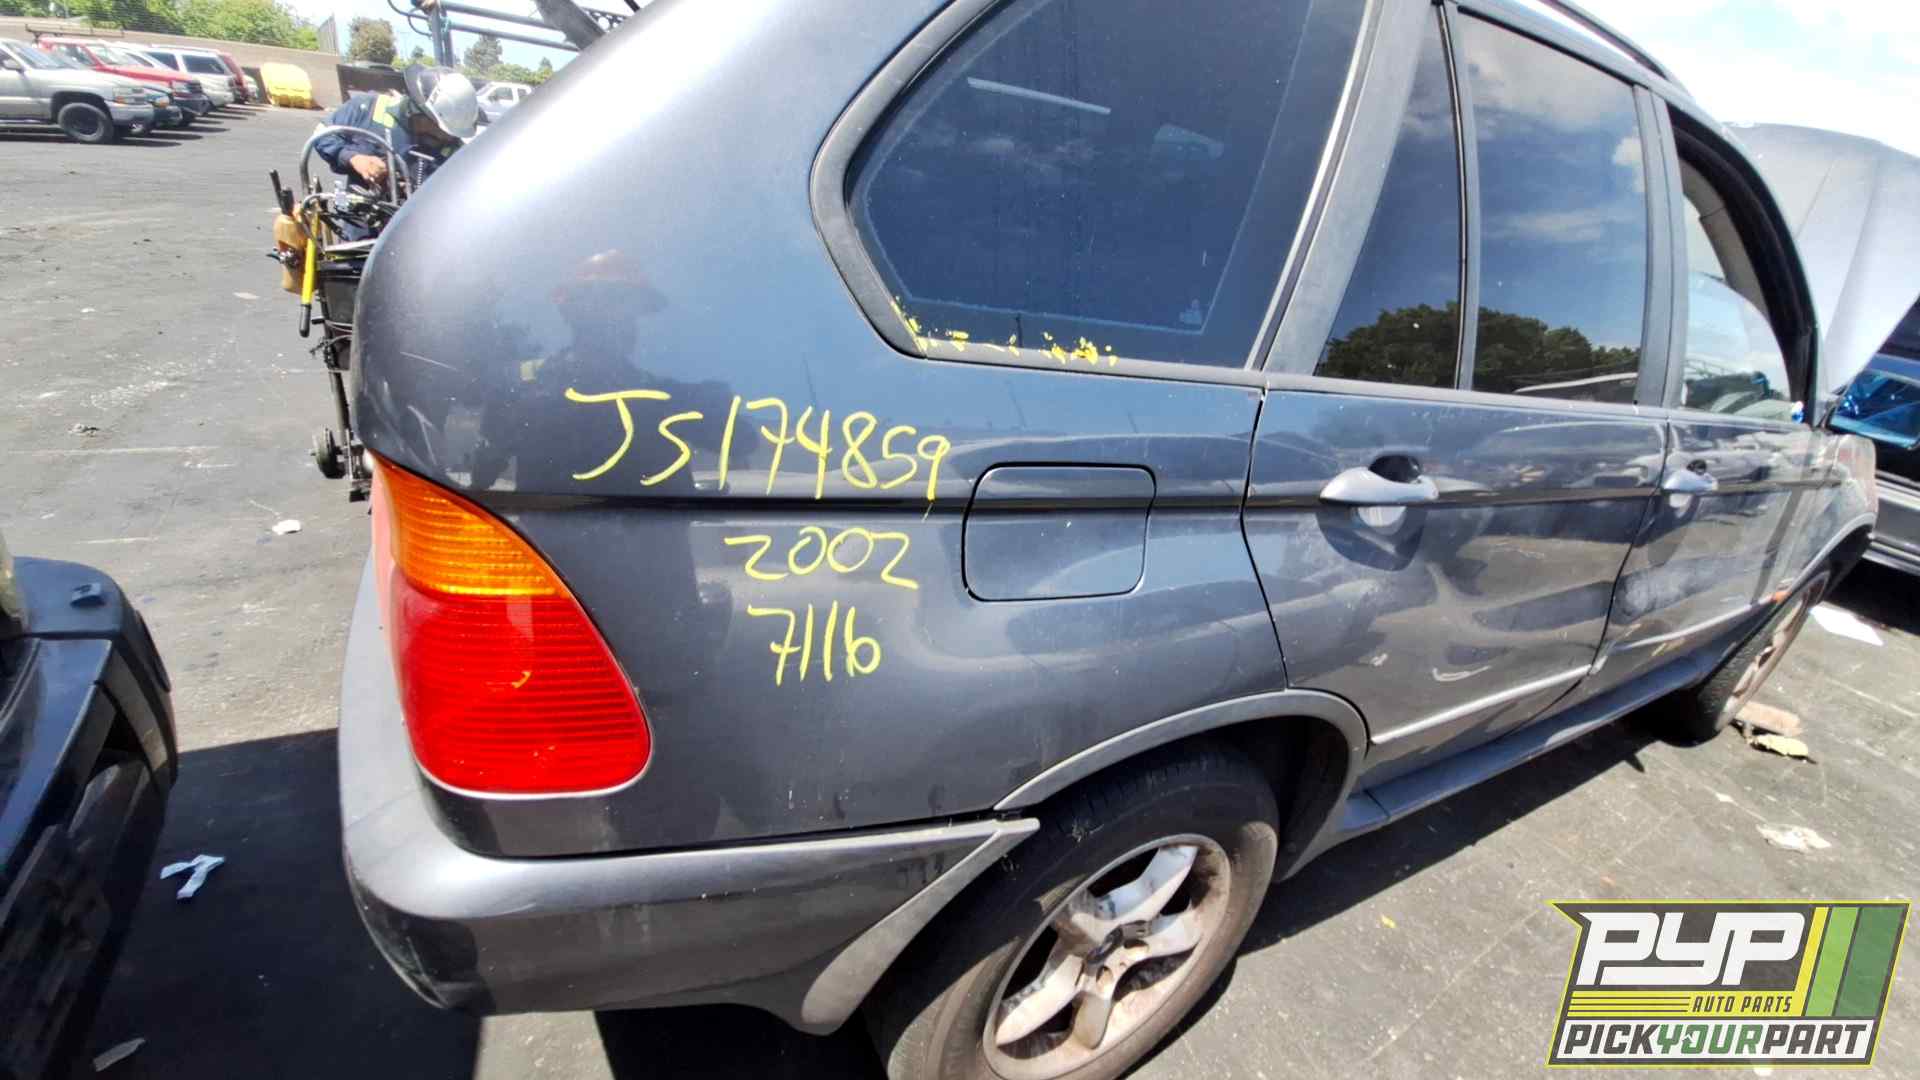 JS174859
2002
7116
PYP
AUTO PARTS
PICKYOURPART